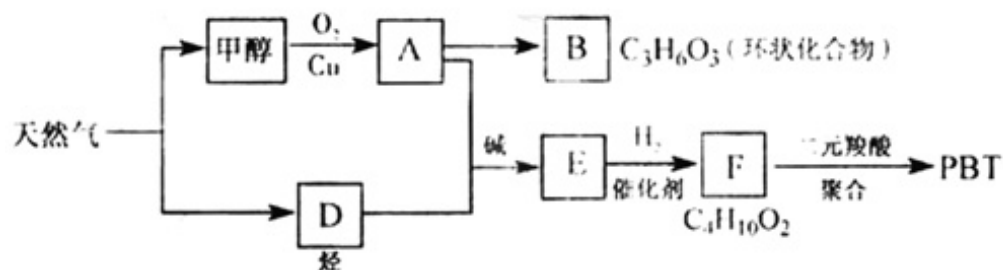 O₂
甲醇
Cu
A
B
C₃H₆O₃(环状化合物)
天然气
碱
E
H₂
催化剂
F
C₄H₁₀O₂
二元羧酸
聚合
PBT
D
烃